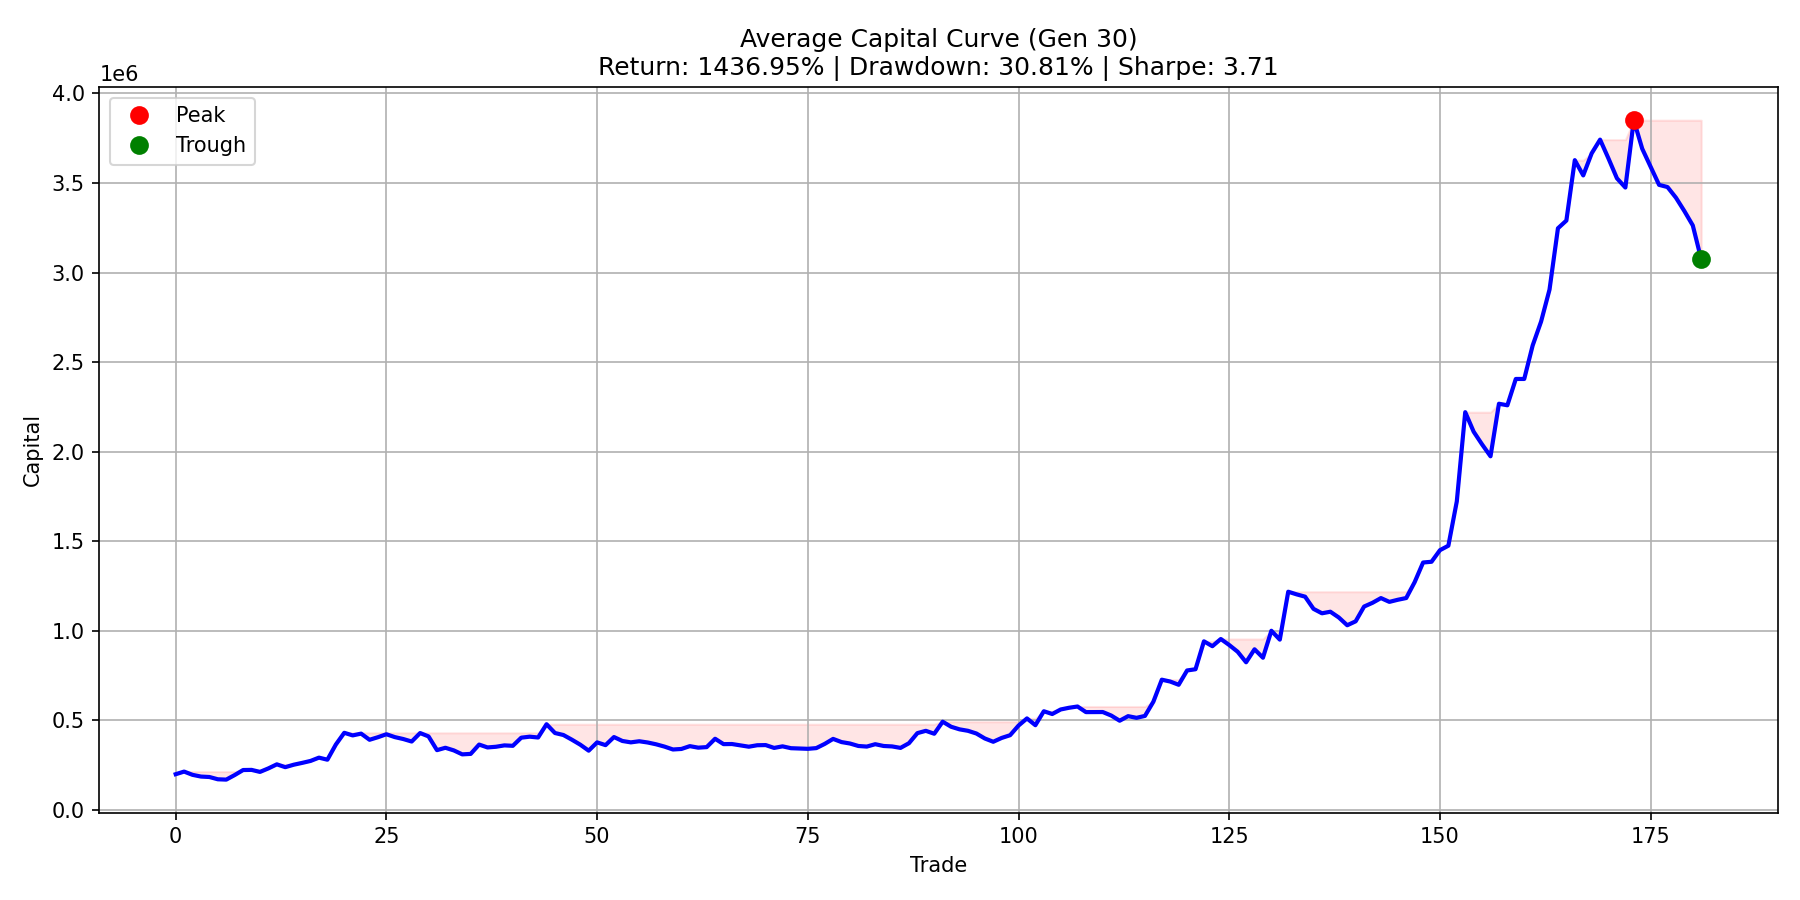 Average Capital Curve (Gen 30)
Return: 1436.95% | Drawdown: 30.81% | Sharpe: 3.71
1e6
Peak
Trough
4.0
3.5
3.0
2.5
2.0
1.5
1.0
0.5
0.0
Capital
0 25 50 75 100 125 150 175
Trade